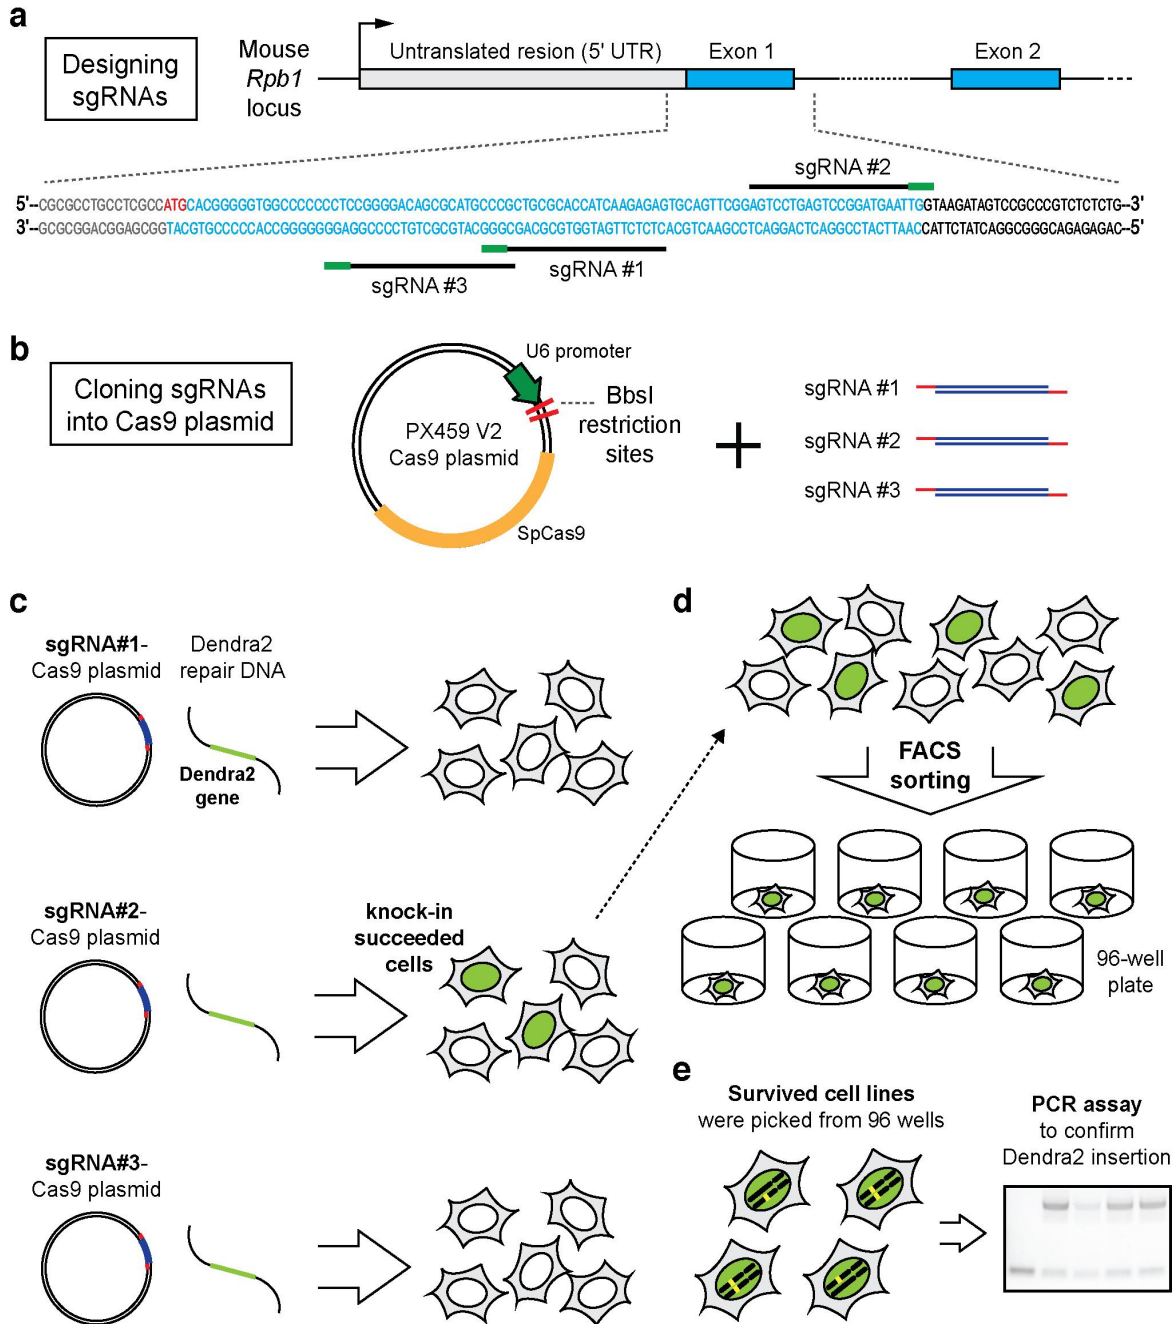 a
Designing
sgRNAs
Mouse
Rpb1
locus
Untranslated resion (5' UTR)
Exon 1
Exon 2
sgRNA #2
5'--CGCGCCTGCCTCGCCATGCACGGGGGTGGCCCCCCCTCCGGGGACAGCGCATGCCCGCTGCGCACCATCAAGAGAGTGCAGTTCGGAGTCCTGAGTCCGGATGAATTGGTAAGATAGTCCGCCCGTCTCTCTG--3'
3'--GCGCGGACGGAGCGGTACGTGCCCCCACCGGGGGGGAGGCCCCTGTCGCGTACGGGCGACGCGTGGTAGTTCTCTCACGTCAAGCCTCAGGACTCAGGCCTACTTAACCATTCTATCAGGCGGGCAGAGAGAC--5'
sgRNA #1
sgRNA #3
b
Cloning sgRNAs
into Cas9 plasmid
U6 promoter
BbsI
restriction
sites
PX459 V2
Cas9 plasmid
SpCas9
+
sgRNA #1
sgRNA #2
sgRNA #3
c
sgRNA#1-
Cas9 plasmid
Dendra2
repair DNA
Dendra2
gene
sgRNA#2-
Cas9 plasmid
knock-in
succeeded
cells
sgRNA#3-
Cas9 plasmid
d
FACS
sorting
96-well
plate
e
Survived cell lines
were picked from 96 wells
PCR assay
to confirm
Dendra2 insertion